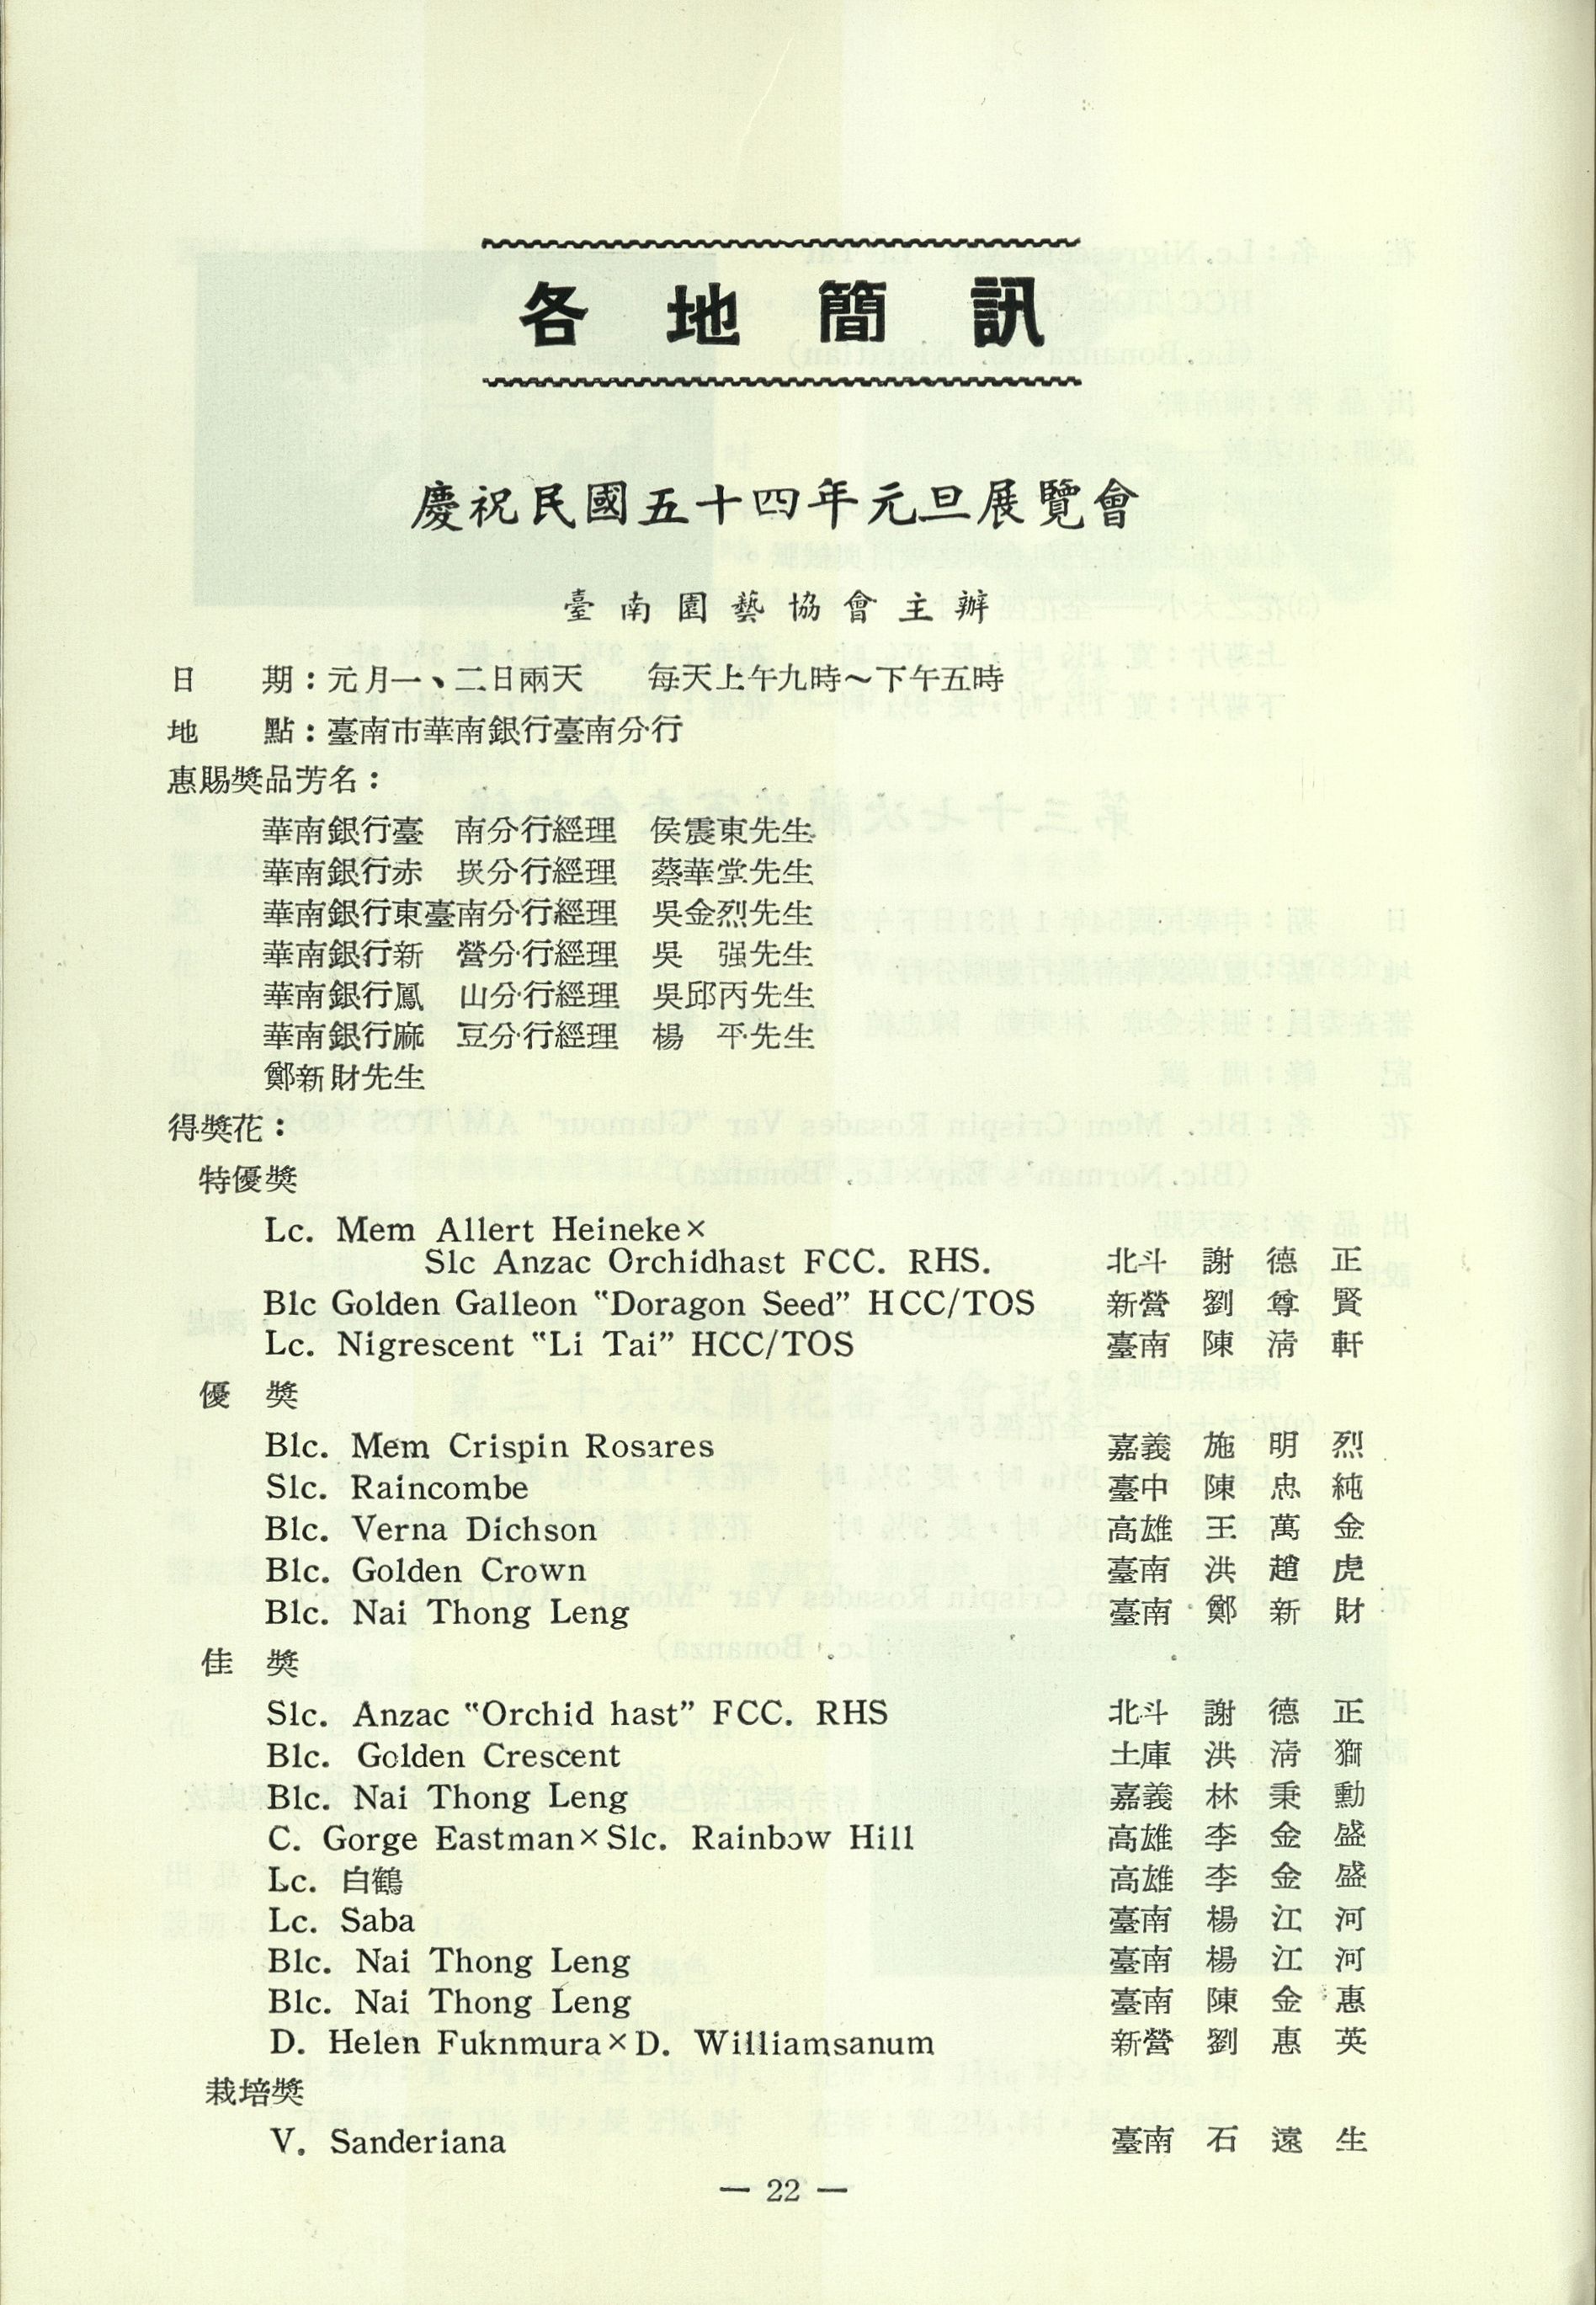 各地簡訊
慶祝民國五十四年元旦展覽會
臺南園藝協會主辦
日　　期：元月一、二日兩天　　每天上午九時～下午五時
地　　點：臺南市華南銀行臺南分行
惠賜獎品芳名：
華南銀行臺　南分行經理　侯震東先生
華南銀行赤　崁分行經理　蔡華堂先生
華南銀行東臺南分行經理　吳金烈先生
華南銀行新　營分行經理　吳　強先生
華南銀行鳳　山分行經理　吳邱丙先生
華南銀行麻　豆分行經理　楊　平先生
鄭新財先生
得獎花：
特優獎
Lc. Mem Allert Heineke×
Slc Anzac Orchidhast FCC. RHS.　北斗　謝　德　正
Blc Golden Galleon "Doragon Seed" HCC/TOS　新營　劉　尊　賢
Lc. Nigrescent "Li Tai" HCC/TOS　臺南　陳　淸　軒
優　獎
Blc. Mem Crispin Rosares　嘉義　施　明　烈
Slc. Raincombe　臺中　陳　忠　純
Blc. Verna Dichson　高雄　王　萬　金
Blc. Golden Crown　臺南　洪　趙　虎
Blc. Nai Thong Leng　臺南　鄭　新　財
佳　獎
Slc. Anzac "Orchid hast" FCC. RHS　北斗　謝　德　正
Blc. Golden Crescent　土庫　洪　淸　獅
Blc. Nai Thong Leng　嘉義　林　秉　勳
C. Gorge Eastman×Slc. Rainbow Hill　高雄　李　金　盛
Lc. 白鶴　高雄　李　金　盛
Lc. Saba　臺南　楊　江　河
Blc. Nai Thong Leng　臺南　楊　江　河
Blc. Nai Thong Leng　臺南　陳　金　惠
D. Helen Fuknmura×D. Williamsanum　新營　劉　惠　英
栽培獎
V. Sanderiana　臺南　石　遠　生
— 22 —